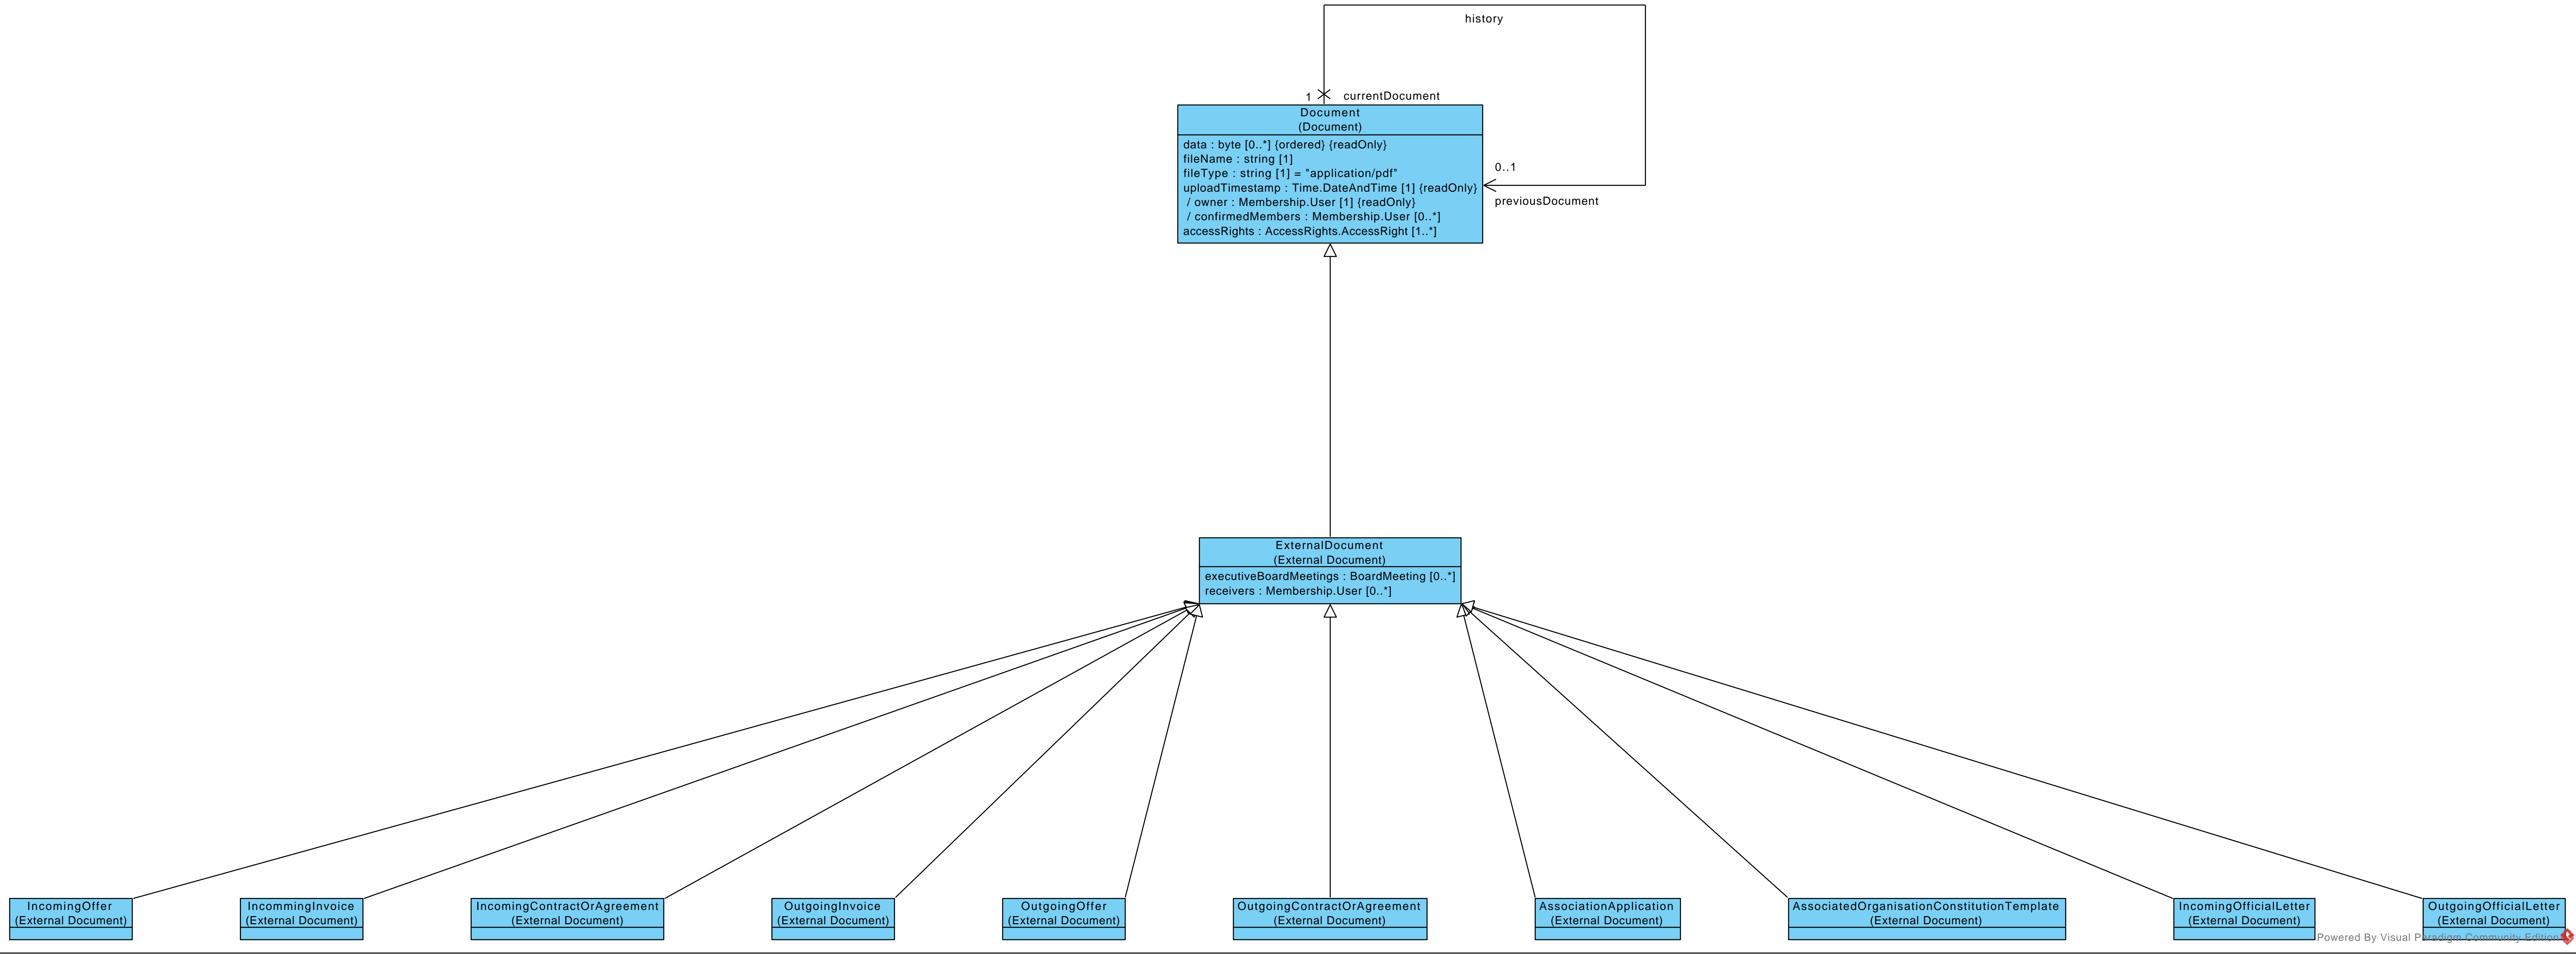 history
1
currentDocument
Document
(Document)
data : byte [0..*] {ordered} {readOnly}
fileName : string [1]
fileType : string [1] = "application/pdf"
uploadTimestamp : Time.DateAndTime [1] {readOnly}
/ owner : Membership.User [1] {readOnly}
/ confirmedMembers : Membership.User [0..*]
accessRights : AccessRights.AccessRight [1..*]
0..1
previousDocument
ExternalDocument
(External Document)
executiveBoardMeetings : BoardMeeting [0..*]
receivers : Membership.User [0..*]
IncomingOffer
(External Document)
IncommingInvoice
(External Document)
IncomingContractOrAgreement
(External Document)
OutgoingInvoice
(External Document)
OutgoingOffer
(External Document)
OutgoingContractOrAgreement
(External Document)
AssociationApplication
(External Document)
AssociatedOrganisationConstitutionTemplate
(External Document)
IncomingOfficialLetter
(External Document)
OutgoingOfficialLetter
(External Document)
Powered By Visual Paradigm Community Edition